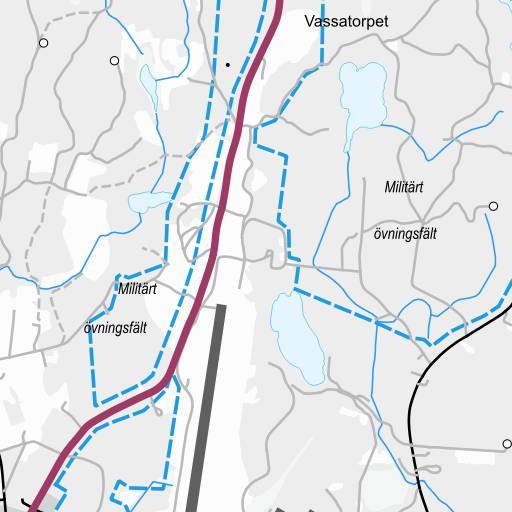 Vassatorpet
Militärt
övningsfält
Militärt
övningsfält